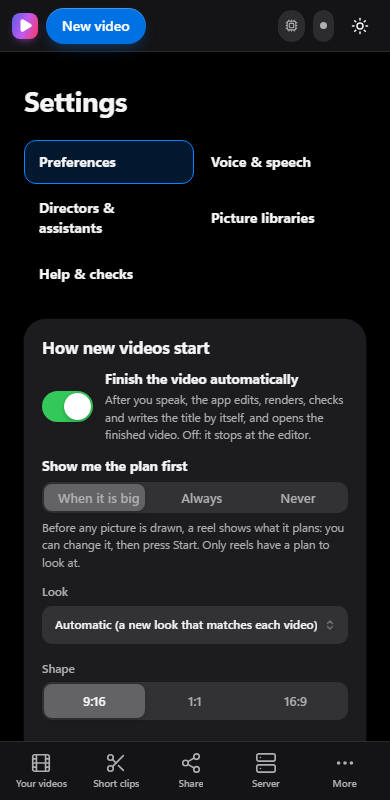 New video
Settings
Preferences
Voice & speech
Directors &
assistants
Picture libraries
Help & checks
How new videos start
Finish the video automatically
After you speak, the app edits, renders, checks
and writes the title by itself, and opens the
finished video. Off: it stops at the editor.
Show me the plan first
When it is big
Always
Never
Before any picture is drawn, a reel shows what it plans: you
can change it, then press Start. Only reels have a plan to
look at.
Look
Automatic (a new look that matches each video)
Shape
9:16
1:1
16:9
Your videos
Short clips
Share
Server
More